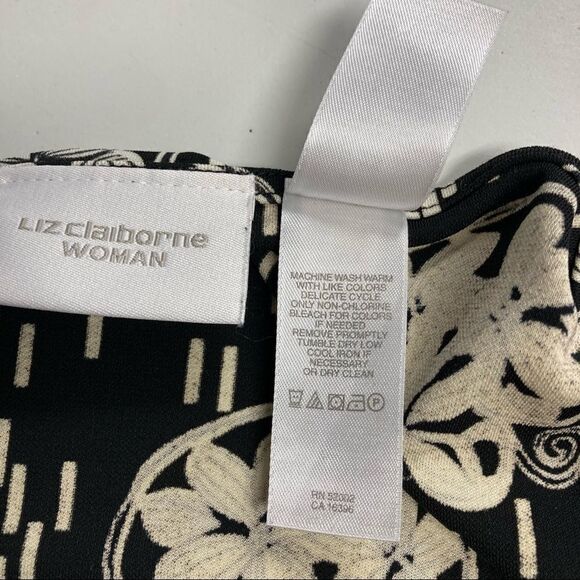 LIZ claiborne
WOMAN
MACHINE WASH WARM
WITH LIKE COLORS
DELICATE CYCLE
ONLY NON-CHLORINE
BLEACH FOR COLORS
IF NEEDED
REMOVE PROMPTLY
TUMBLE DRY LOW
COOL IRON IF
NECESSARY
OR DRY CLEAN
P
RN 52002
CA 16396